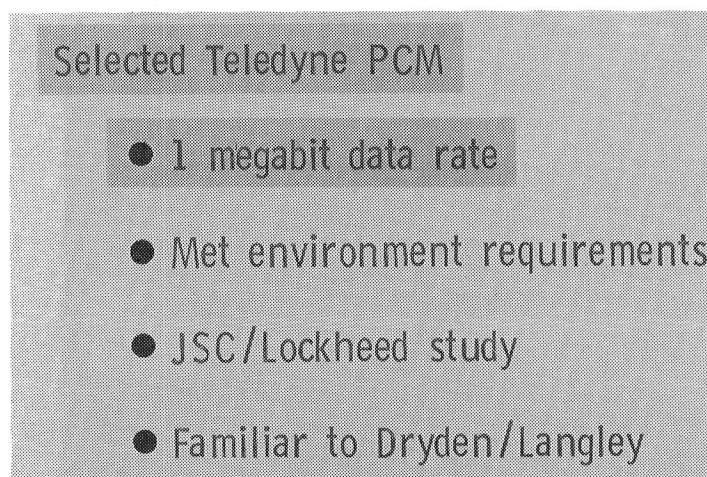 Selected Teledyne PCM
● 1 megabit data rate
● Met environment requirements
● JSC/Lockheed study
● Familiar to Dryden/Langley